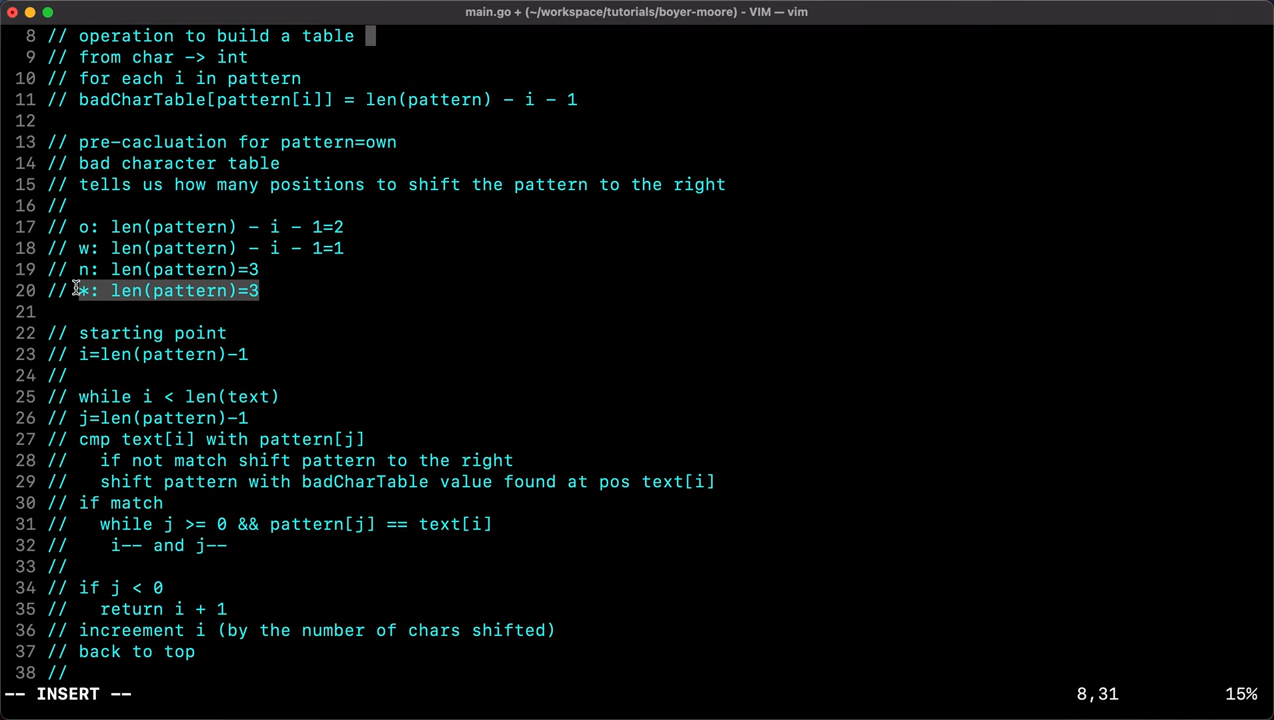 main.go + (~/workspace/tutorials/boyer-moore) - VIM — vim
8 // operation to build a table
9 // from char -> int
10 // for each i in pattern
11 // badCharTable[pattern[i]] = len(pattern) - i - 1
12
13 // pre-cacluation for pattern=own
14 // bad character table
15 // tells us how many positions to shift the pattern to the right
16 //
17 // o: len(pattern) - i - 1=2
18 // w: len(pattern) - i - 1=1
19 // n: len(pattern)=3
20 // *: len(pattern)=3
21
22 // starting point
23 // i=len(pattern)-1
24 //
25 // while i < len(text)
26 // j=len(pattern)-1
27 // cmp text[i] with pattern[j]
28 //   if not match shift pattern to the right
29 //   shift pattern with badCharTable value found at pos text[i]
30 // if match
31 //   while j >= 0 && pattern[j] == text[i]
32 //    i-- and j--
33 //
34 // if j < 0
35 //   return i + 1
36 // increement i (by the number of chars shifted)
37 // back to top
38 //
-- INSERT -- 8,31 15%